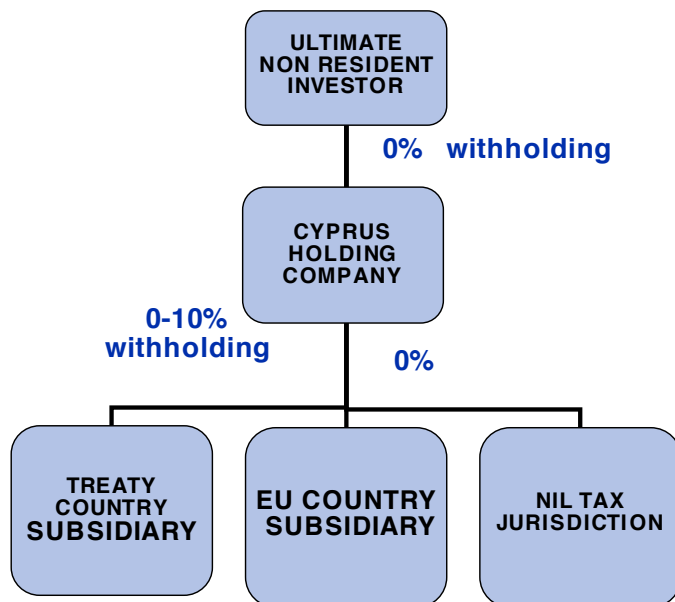 ULTIMATE
NON RESIDENT
INVESTOR
0% withholding
CYPRUS
HOLDING
COMPANY
0-10%
withholding
0%
TREATY
COUNTRY
SUBSIDIARY
EU COUNTRY
SUBSIDIARY
NIL TAX
JURISDICTION